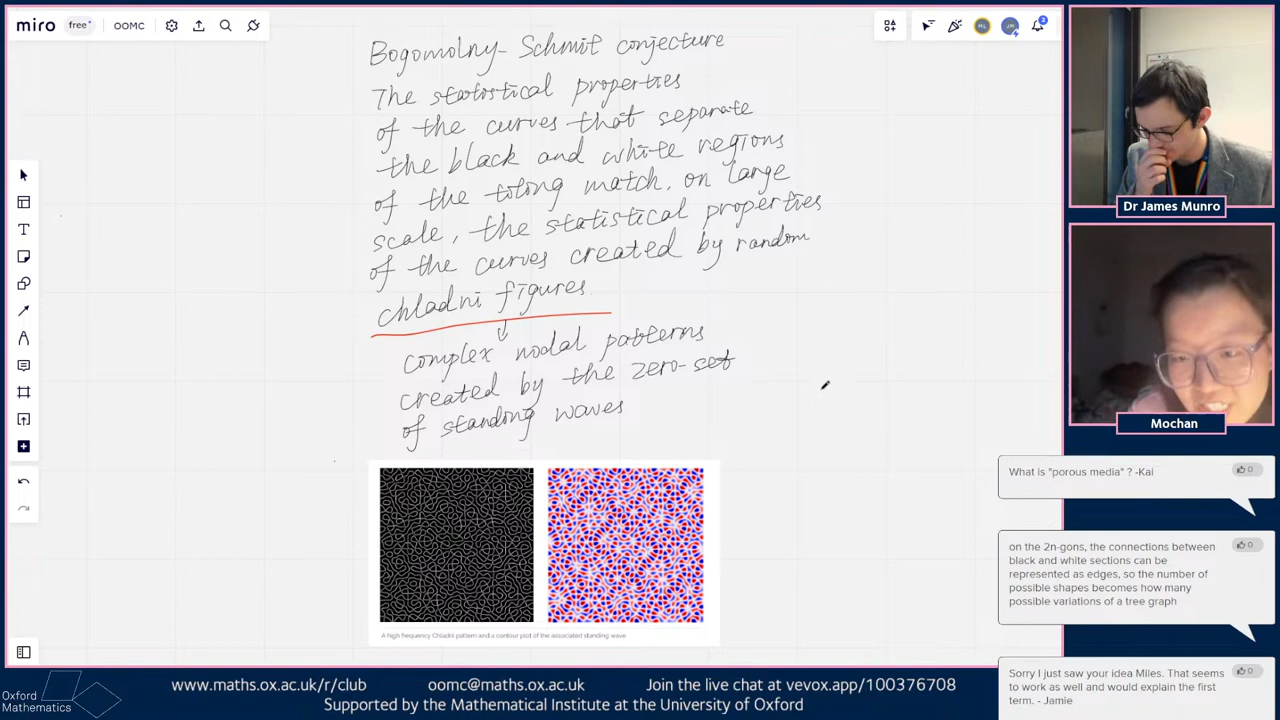 miro
free
OOMC
Bogomolny-Schmit conjecture
The statostical properties
of the curves that separate
the black and white regions
of the tolong match, on large
scale, the statistical properties
of the curves created by random
chladni figures
complex nodal patterns
created by the zero-set
of standong waves
A high frequency Chladni pattern and a contour plot of the associated standing wave
ML
JM
2
Dr James Munro
Mochan
What is "porous media" ? -Kai
0
on the 2n-gons, the connections between
black and white sections can be
represented as edges, so the number of
possible shapes becomes how many
possible variations of a tree graph
0
Sorry I just saw your idea Miles. That seems
to work as well and would explain the first
term. - Jamie
0
Oxford
Mathematics
www.maths.ox.ac.uk/r/club oomc@maths.ox.ac.uk Join the live chat at vevox.app/100376708
Supported by the Mathematical Institute at the University of Oxford